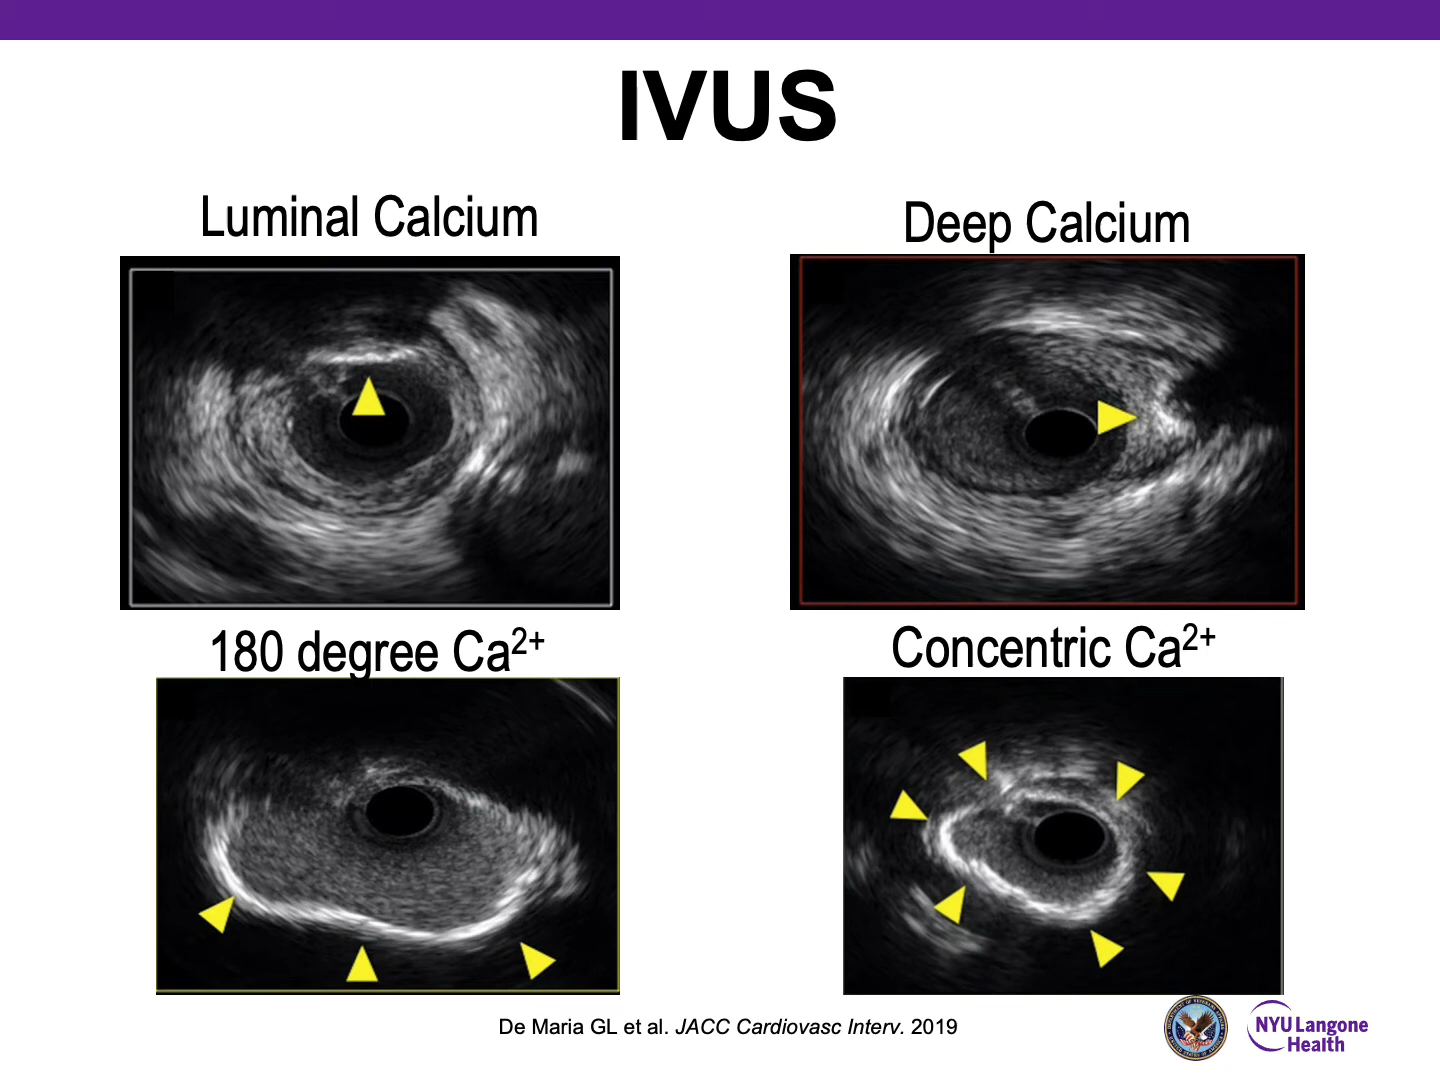 IVUS
Luminal Calcium
Deep Calcium
180 degree Ca²⁺
Concentric Ca²⁺
De Maria GL et al. JACC Cardiovasc Interv. 2019
NYU Langone
Health